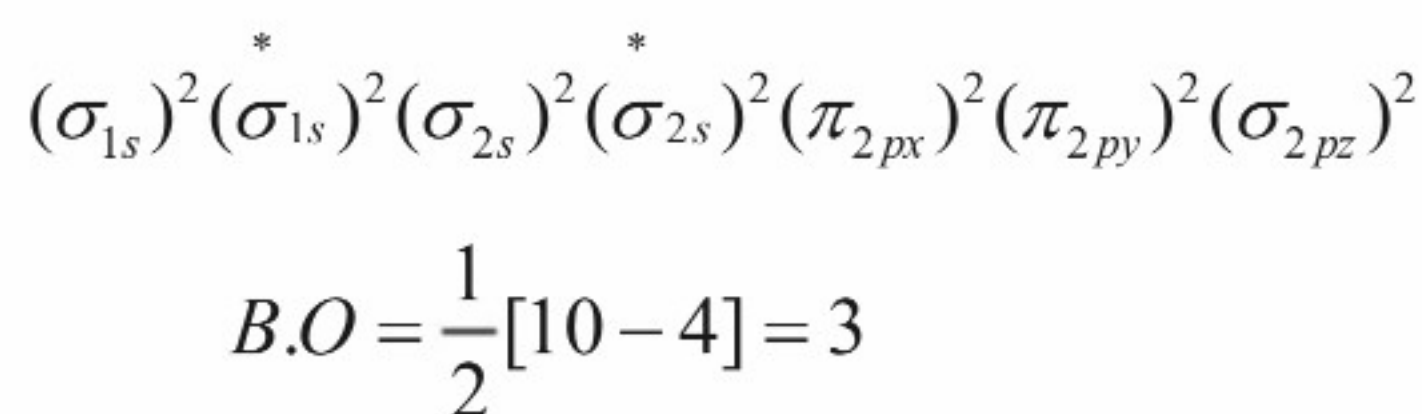 (σ₁ₛ)²(σ*₁ₛ)²(σ₂ₛ)²(σ*₂ₛ)²(π₂px)²(π₂py)²(σ₂pz)²
B.O = 1/2[10 – 4] = 3